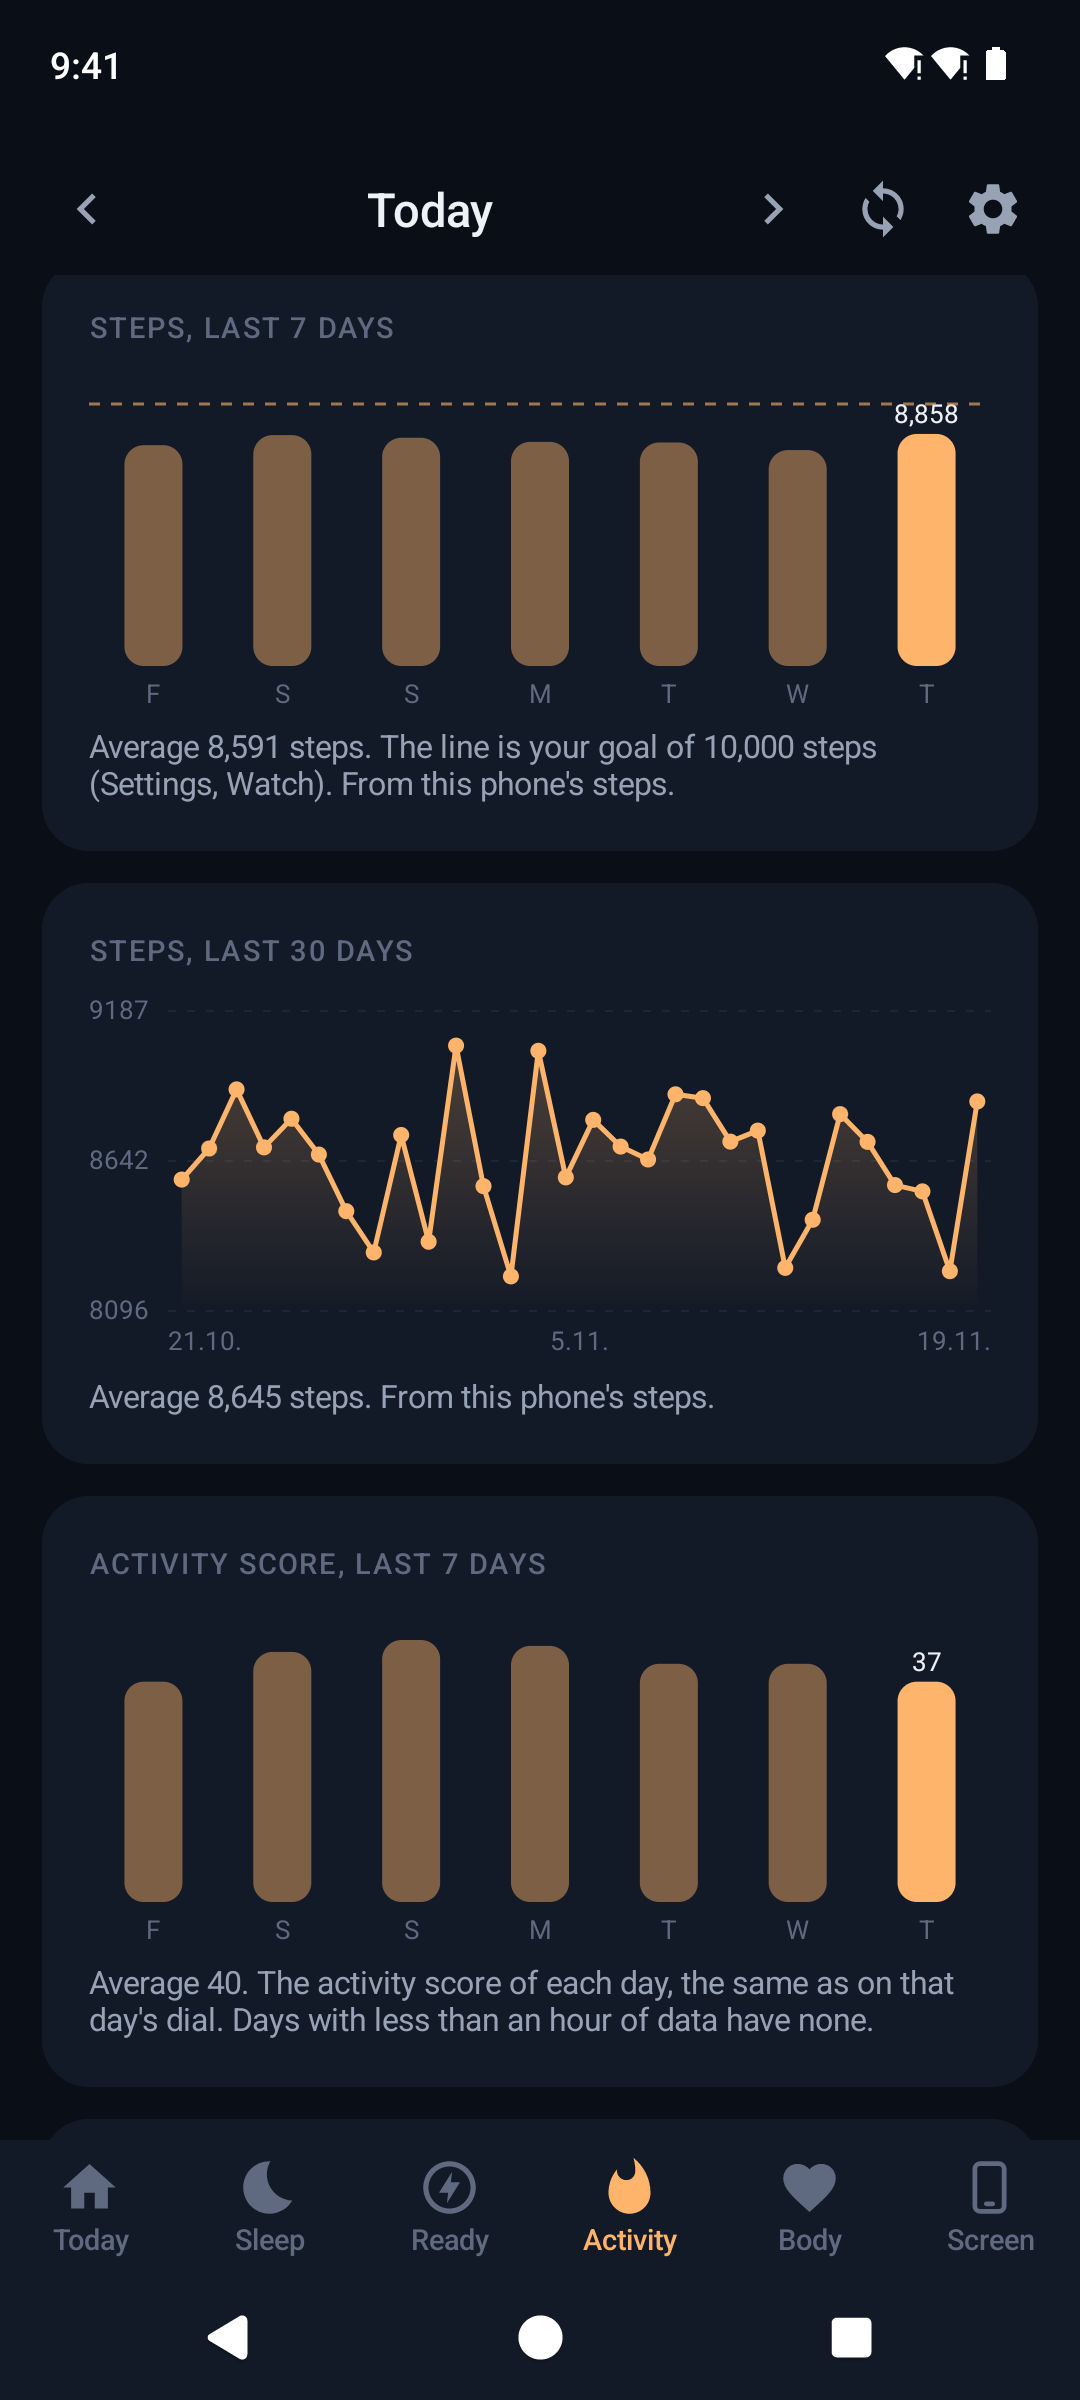 9:41
Today
STEPS, LAST 7 DAYS
8,858
F S S M T W T
Average 8,591 steps. The line is your goal of 10,000 steps
(Settings, Watch). From this phone's steps.
STEPS, LAST 30 DAYS
9187
8642
8096
21.10. 5.11. 19.11.
Average 8,645 steps. From this phone's steps.
ACTIVITY SCORE, LAST 7 DAYS
37
F S S M T W T
Average 40. The activity score of each day, the same as on that
day's dial. Days with less than an hour of data have none.
Today Sleep Ready Activity Body Screen